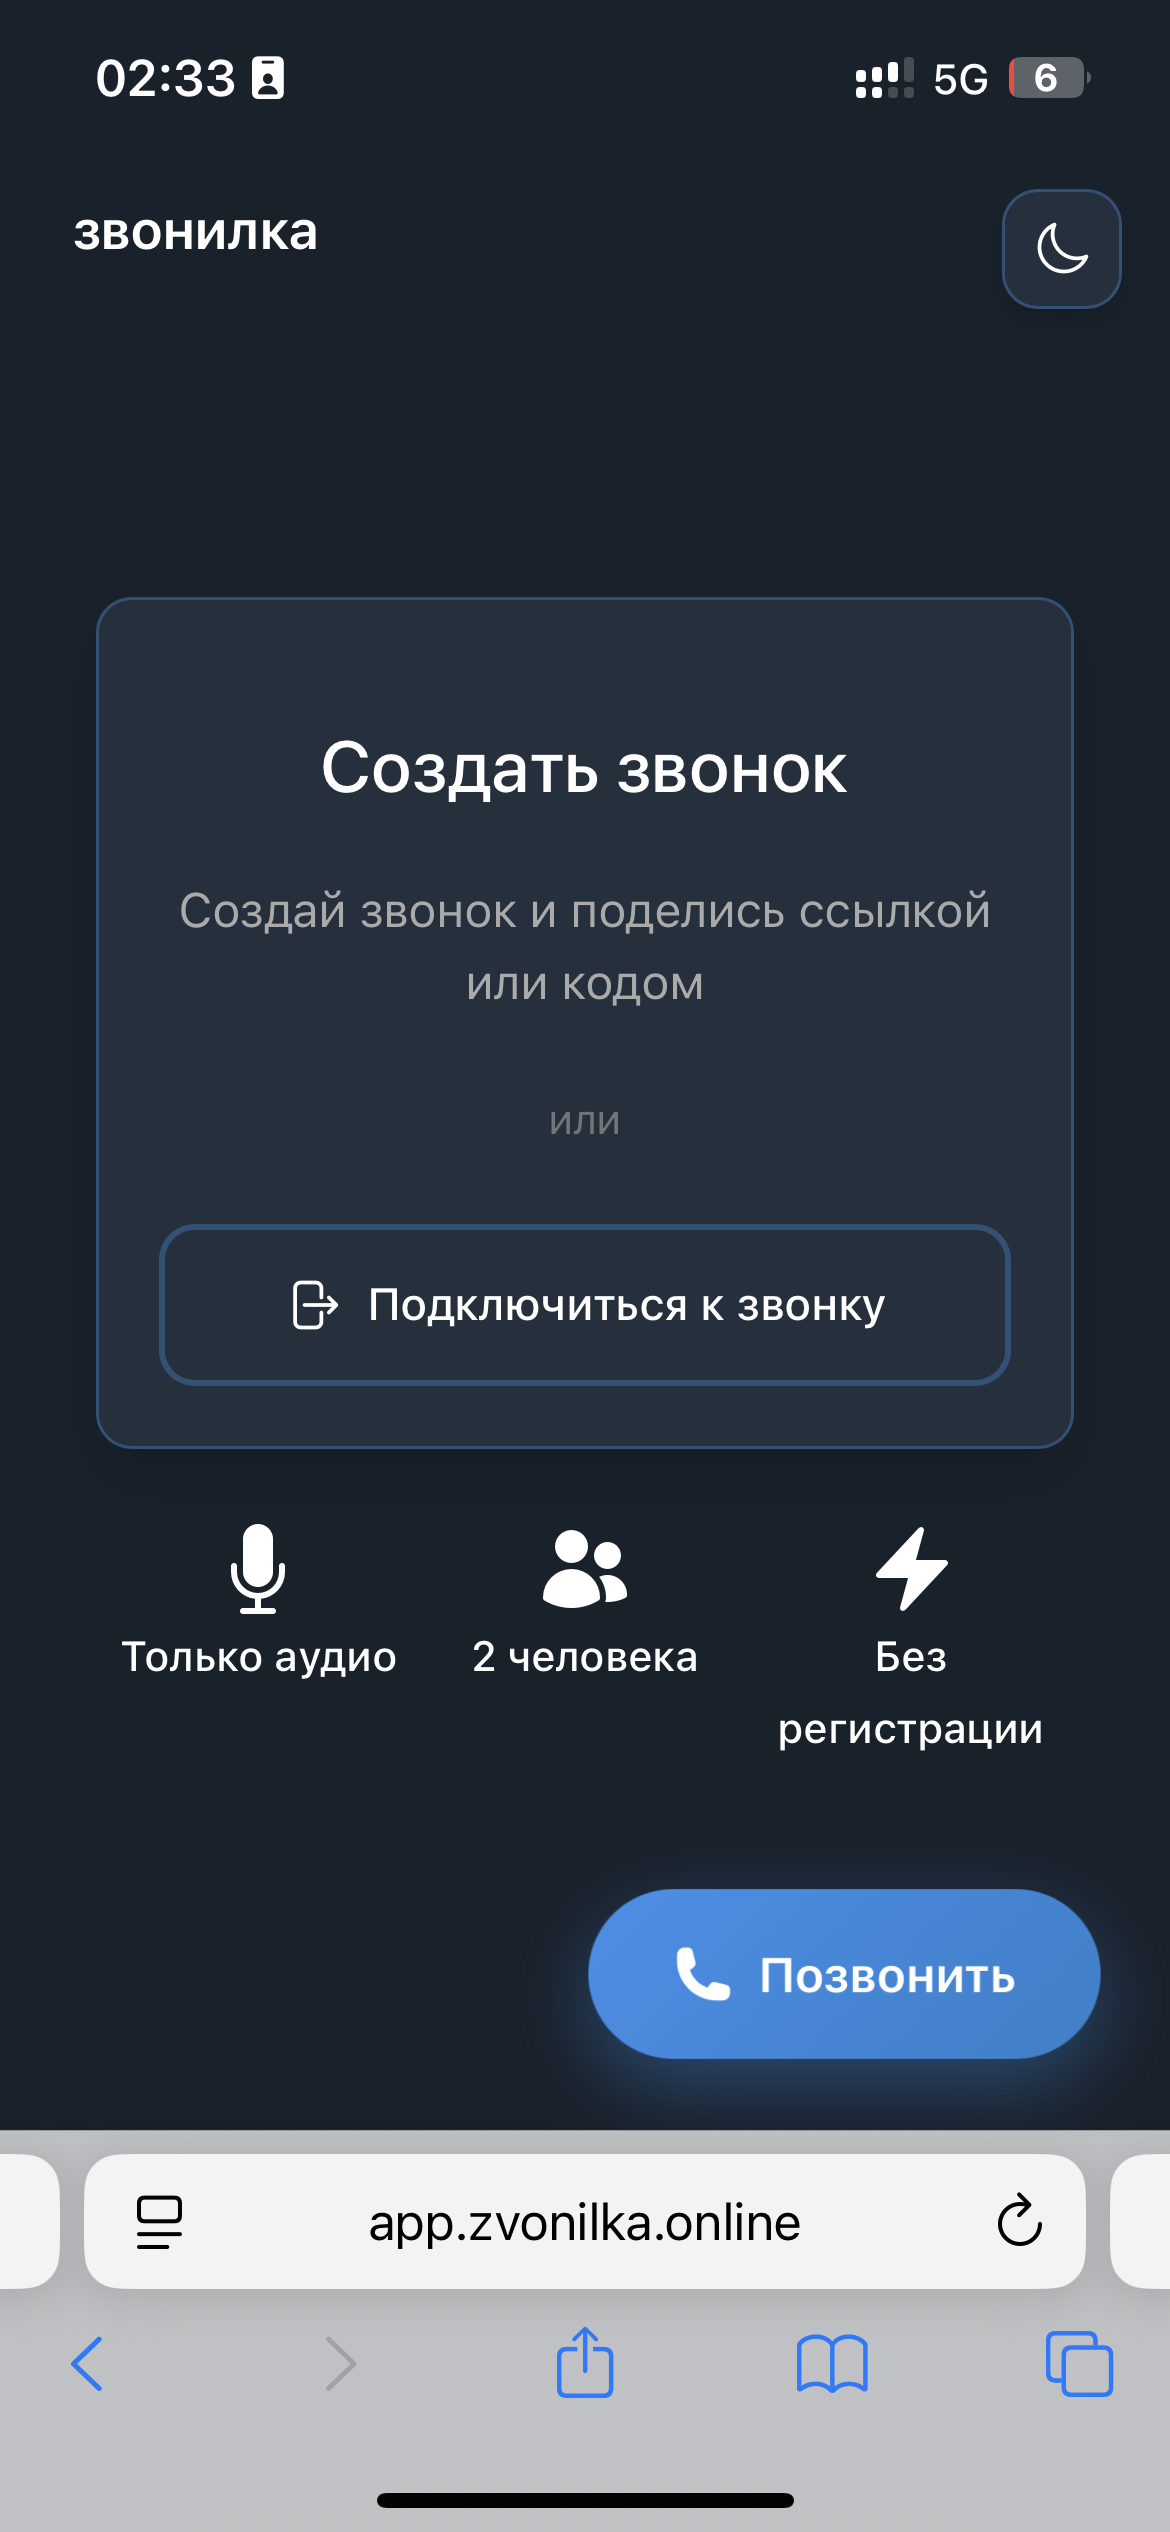 02:33
5G
6
звонилка
Создать звонок
Создай звонок и поделись ссылкой
или кодом
или
Подключиться к звонку
Только аудио
2 человека
Без
регистрации
Позвонить
app.zvonilka.online